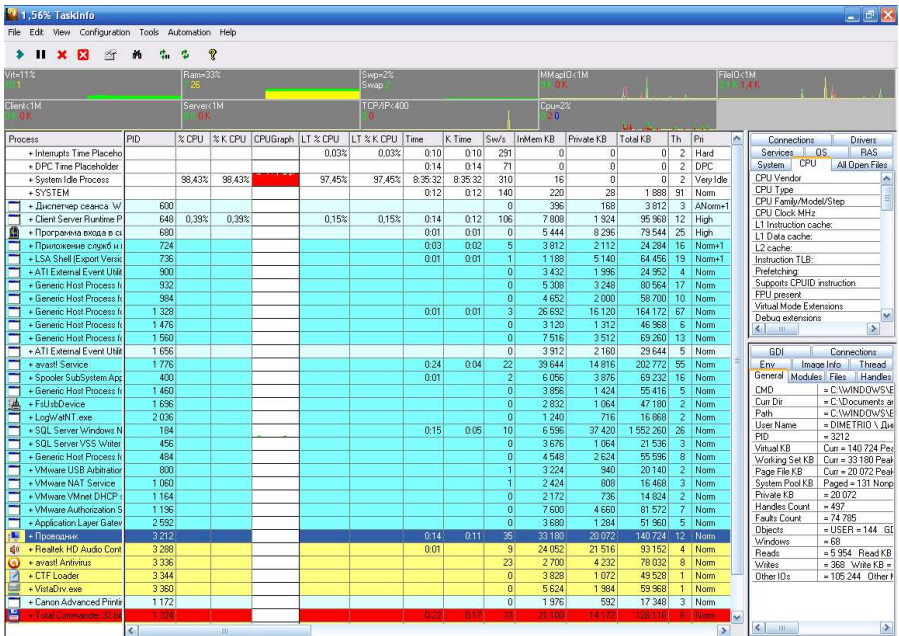 1,56% TaskInfo
File Edit View Configuration Tools Automation Help
Vrt=11% Ram=33% Swp=2% MMapIO<1M FileIO<1M
Swap
Client<1M Server<1M TCP/IP<400 Cpu=2%
Process PID % CPU % K CPU CPUGraph LT % CPU LT % K CPU Time K Time Sw/s InMem KB Private KB Total KB Th Pri
+ Interrupts Time Placeho 0,03% 0,03% 0:10 0:10 291 0 0 0 2 Hard
+ DPC Time Placeholder 0:14 0:14 71 0 0 0 2 DPC
+ System Idle Process 98,43% 98,43% 97,45% 97,45% 8:35:32 8:35:32 310 16 0 0 2 Very Idle
+ SYSTEM 0:12 0:12 140 220 28 1 888 91 Norm
+ Диспетчер сеанса W 600 0 396 168 3 812 3 ANorm+1
+ Client Server Runtime P 648 0,39% 0,39% 0,15% 0,15% 0:14 0:12 106 7 808 1 924 95 968 12 High
+ Программа входа в си 680 0:01 0:01 0 5 444 8 296 79 544 25 High
+ Приложение служб и 724 0:03 0:02 5 3 812 2 112 24 284 16 Norm+1
+ LSA Shell (Export Versic 736 0:01 0:01 1 1 188 5 140 64 456 19 Norm+1
+ ATI External Event Utilit 900 0 3 432 1 996 24 952 4 Norm
+ Generic Host Process fo 932 0 5 308 3 248 80 564 17 Norm
+ Generic Host Process fo 984 0 4 652 2 000 58 700 10 Norm
+ Generic Host Process fo 1 328 0:01 0:01 3 26 692 16 120 164 172 67 Norm
+ Generic Host Process fo 1 476 0 3 120 1 312 46 968 6 Norm
+ Generic Host Process fo 1 560 0 7 516 3 512 69 260 13 Norm
+ ATI External Event Utilit 1 656 0 3 912 2 160 29 644 5 Norm
+ avast! Service 1 776 0:24 0:04 22 39 644 14 816 202 772 55 Norm
+ Spooler SubSystem App 400 0:01 2 6 056 3 876 69 232 16 Norm
+ Generic Host Process fo 1 460 0 3 856 1 424 55 416 5 Norm
+ FsUsbDevice 1 696 0 2 832 1 064 47 180 2 Norm
+ LogWatNT.exe 2 036 0 1 240 716 16 868 2 Norm
+ SQL Server Windows N 184 0:15 0:05 10 6 596 37 420 1 552 260 26 Norm
+ SQL Server VSS Writer 456 0 3 676 1 064 21 536 3 Norm
+ Generic Host Process fo 484 0 4 548 2 624 55 596 8 Norm
+ VMware USB Arbitration 800 1 3 224 940 20 140 2 Norm
+ VMware NAT Service 1 060 1 2 424 808 16 468 3 Norm
+ VMware VMnet DHCP s 1 164 0 2 172 736 14 824 2 Norm
+ VMware Authorization S 1 196 0 7 600 4 660 81 572 7 Norm
+ Application Layer Gatew 2 592 0 3 680 1 284 51 960 5 Norm
+ Проводник 3 212 0:14 0:11 35 33 180 20 072 140 724 12 Norm
+ Realtek HD Audio Cont 3 288 0:01 9 24 052 21 516 93 152 4 Norm
+ avast! Antivirus 3 336 23 2 700 4 232 78 032 8 Norm
+ CTF Loader 3 344 0 3 828 1 072 49 528 1 Norm
+ VistaDrv.exe 3 360 0 5 624 1 984 59 968 1 Norm
+ Canon Advanced Printin 1 172 0 1 976 592 17 348 3 Norm
+ Total Commander 32 bit 1 324 0:22 0:17 33 21 100 14 172 126 116 6 Norm
Connections Drivers
Services OS RAS
System CPU All Open Files
CPU Vendor
CPU Type
CPU Family/Model/Step
CPU Clock MHz
L1 Instruction cache:
L1 Data cache:
L2 cache:
Instruction TLB:
Prefetching:
Supports CPUID instruction
FPU present
Virtual Mode Extensions
Debug extensions
GDI Connections
Env Image Info Thread
General Modules Files Handles
CMD = C:\WINDOWS\E
Curr Dir = C:\Documents ar
Path = C:\WINDOWS\E
User Name = DIMETRIO \ Ди
PID = 3212
Virtual KB Curr = 140 724 Pea
Working Set KB Curr = 33 180 Peak
Page File KB Curr = 20 072 Peak
System Pool KB Paged = 131 Nonp
Private KB = 20 072
Handles Count = 497
Faults Count = 74 785
Objects = USER = 144 GD
Windows = 68
Reads = 5 954 Read KB
Writes = 368 Write KB =
Other IOs = 105 244 Other K